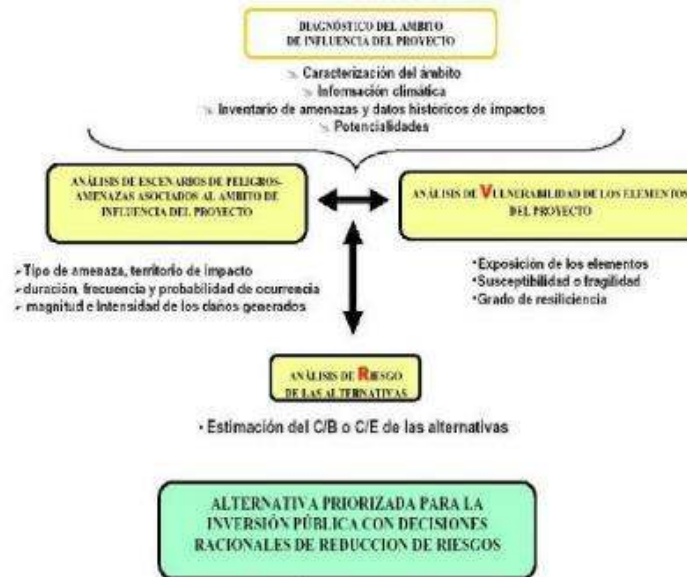 DIAGNÓSTICO DEL AMBITO
DE INFLUENCIA DEL PROYECTO
Caracterización del ámbito
Información climática
Inventario de amenazas y datos históricos de impactos
Potencialidades
ANÁLISIS DE ESCENARIOS DE PELIGROS-
AMENAZAS ASOCIADOS AL AMBITO DE
INFLUENCIA DEL PROYECTO
ANÁLISIS DE VULNERABILIDAD DE LOS ELEMENTOS
DEL PROYECTO
➢Tipo de amenaza, territorio de impacto
➢duración, frecuencia y probabilidad de ocurrencia
➢ magnitud e Intensidad de los daños generados
•Exposición de los elementos
•Susceptibilidad o fragilidad
•Grado de resiliencia
ANÁLISIS DE RIESGO
DE LAS ALTERNATIVAS
• Estimación del C/B o C/E de las alternativas
ALTERNATIVA PRIORIZADA PARA LA
INVERSIÓN PÚBLICA CON DECISIONES
RACIONALES DE REDUCCION DE RIESGOS